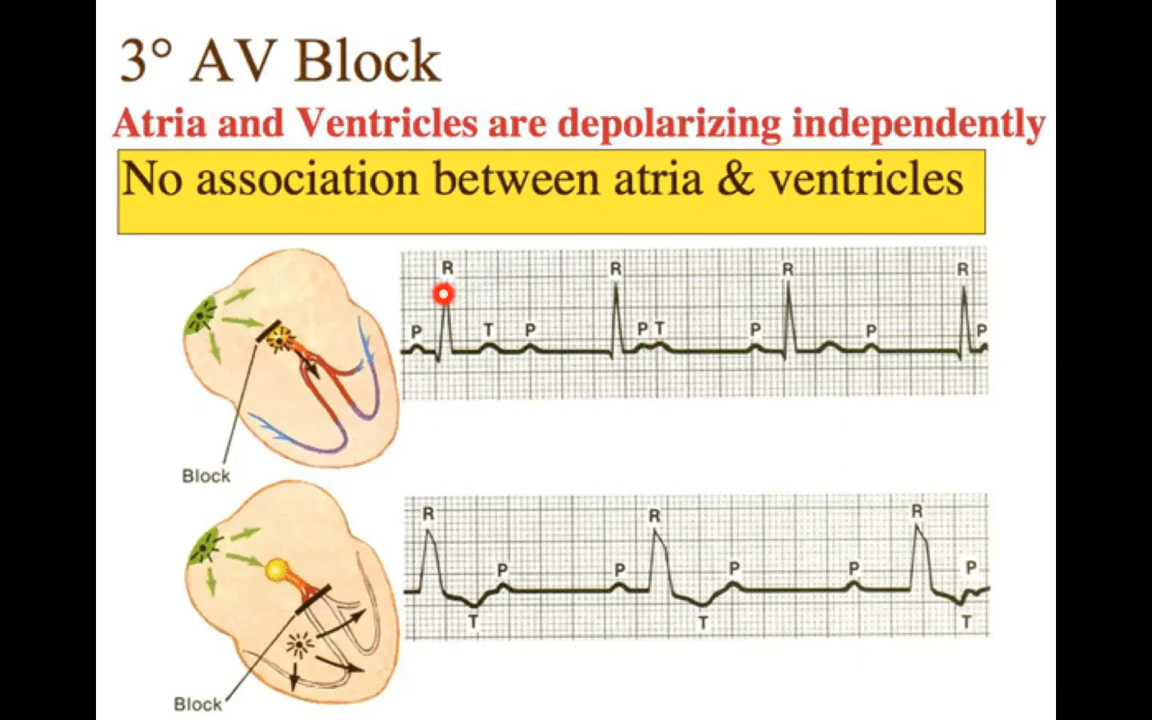 3° AV Block
Atria and Ventricles are depolarizing independently
No association between atria & ventricles
R R R R
P T P P T P P P
Block
R R R
P P P P P
T T T
Block